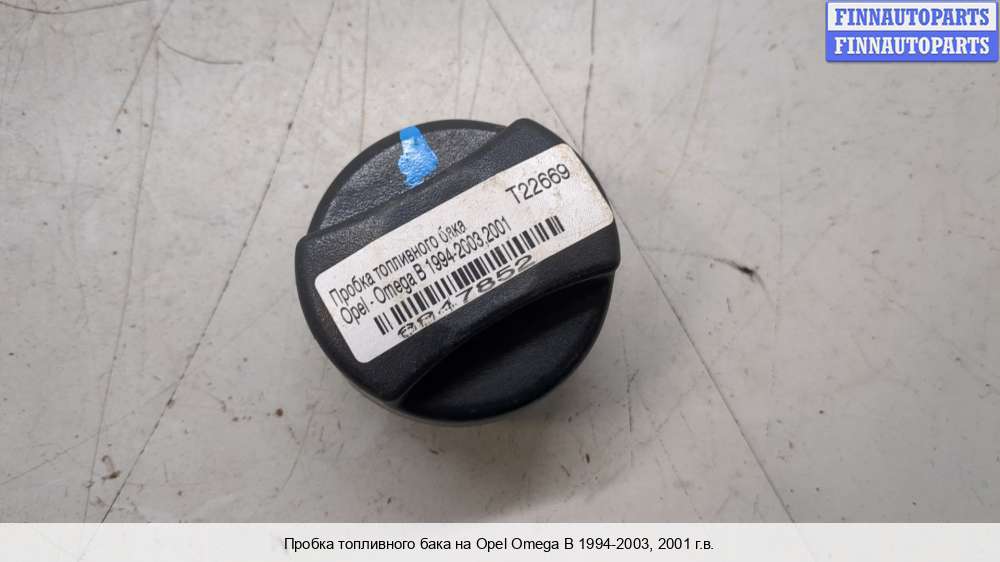 FINNAUTOPARTS
FINNAUTOPARTS
T22669
Пробка топливного бака
Opel - Omega B 1994-2003,2001
Пробка топливного бака на Opel Omega B 1994-2003, 2001 г.в.